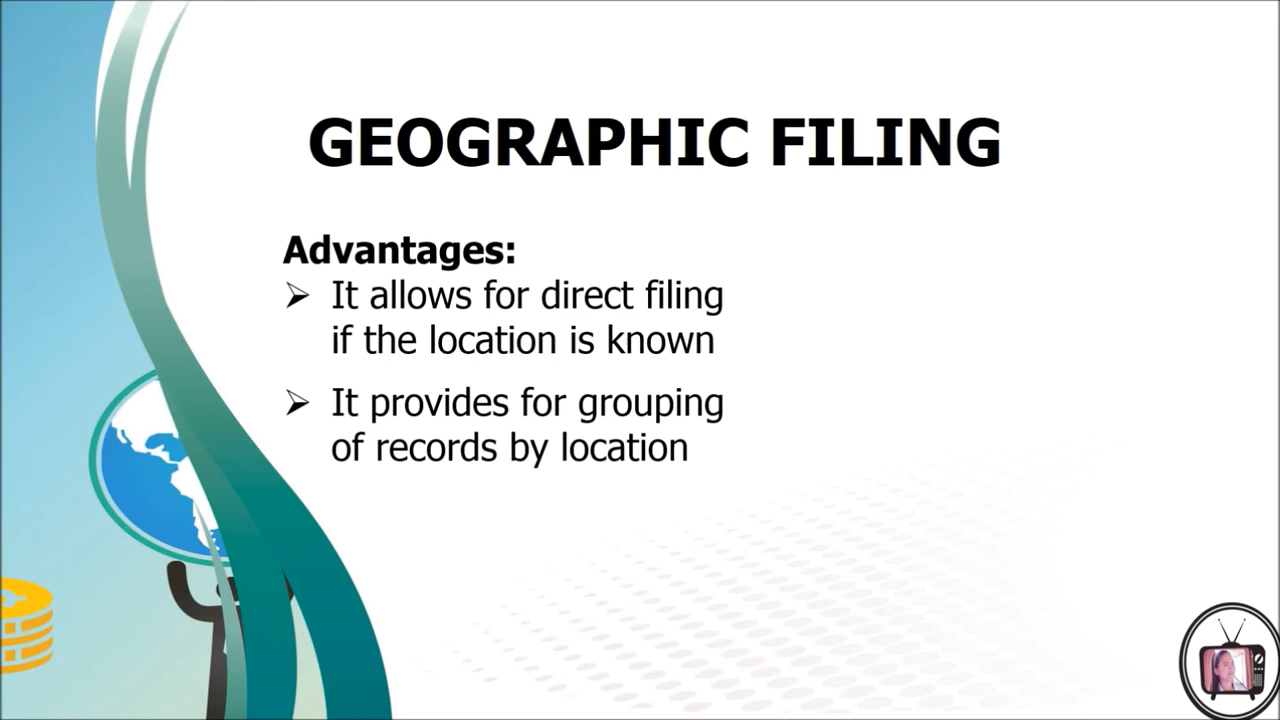 GEOGRAPHIC FILING
Advantages:
➢ It allows for direct filing
if the location is known
➢ It provides for grouping
of records by location